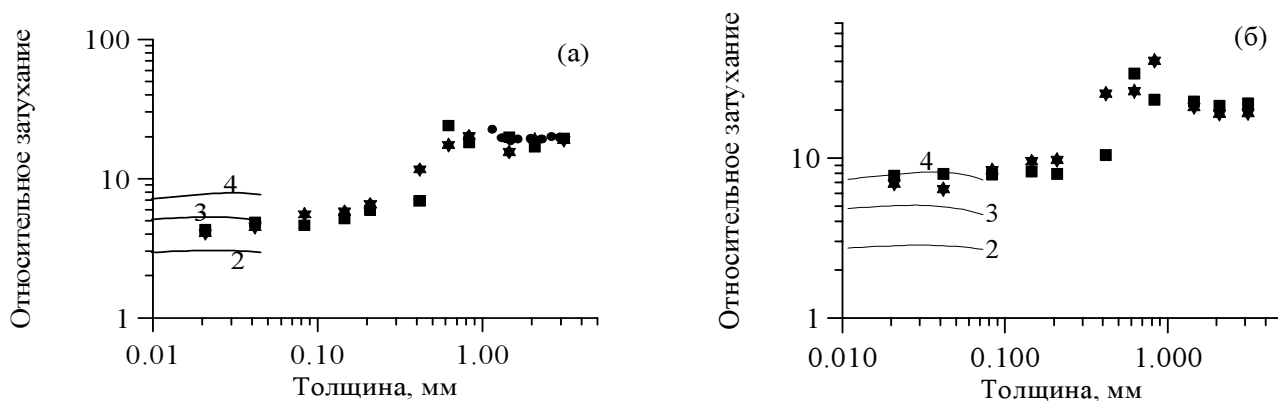 Относительное затухание
100
10
1
0.01
0.10
1.00
Толщина, мм
(а)
4
3
2
Относительное затухание
10
1
0.010
0.100
1.000
Толщина, мм
(б)
4
3
2